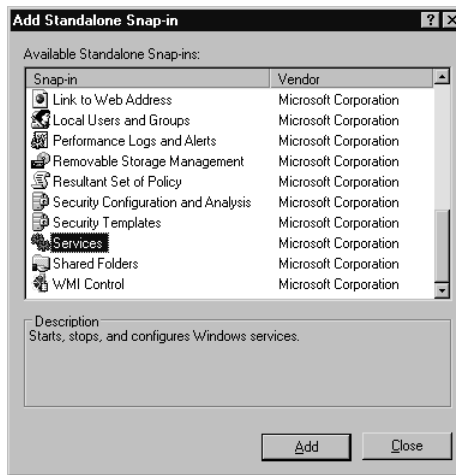 Add Standalone Snap-in
Available Standalone Snap-ins:
Snap-in Vendor
Link to Web Address Microsoft Corporation
Local Users and Groups Microsoft Corporation
Performance Logs and Alerts Microsoft Corporation
Removable Storage Management Microsoft Corporation
Resultant Set of Policy Microsoft Corporation
Security Configuration and Analysis Microsoft Corporation
Security Templates Microsoft Corporation
Services Microsoft Corporation
Shared Folders Microsoft Corporation
WMI Control Microsoft Corporation
Description
Starts, stops, and configures Windows services.
Add Close